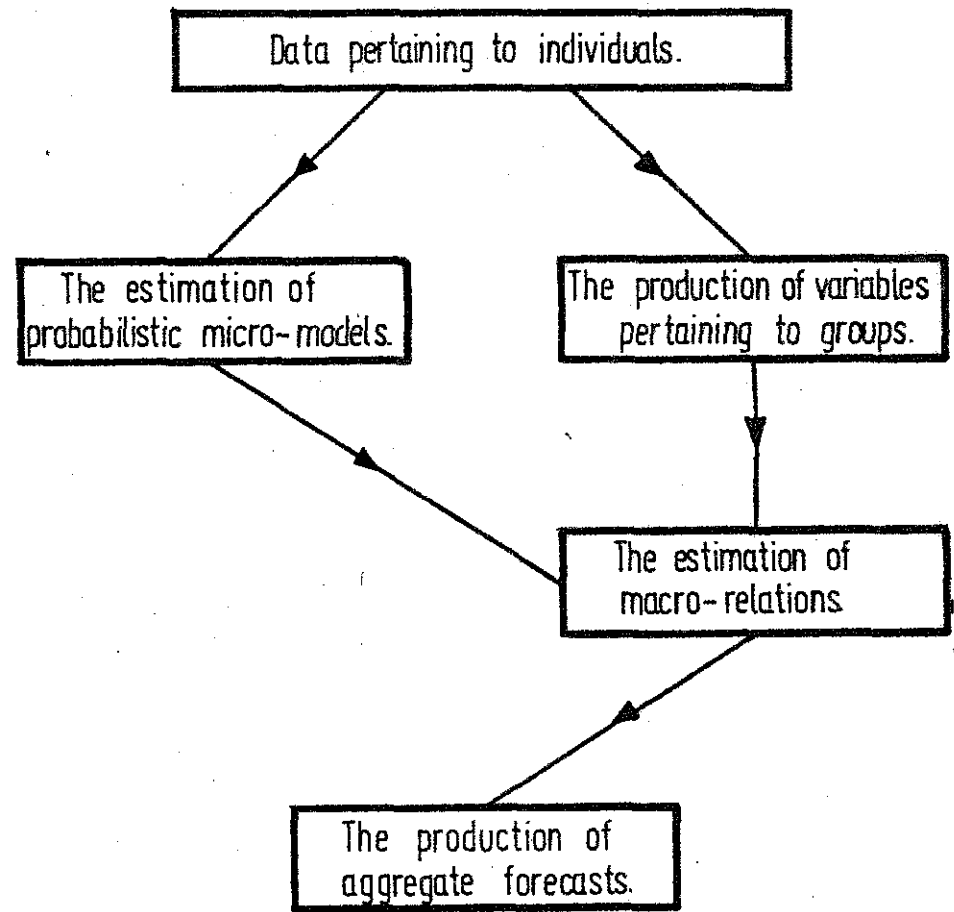 Data pertaining to individuals.
The estimation of
probabilistic micro-models.
The production of variables
pertaining to groups.
The estimation of
macro-relations.
The production of
aggregate forecasts.